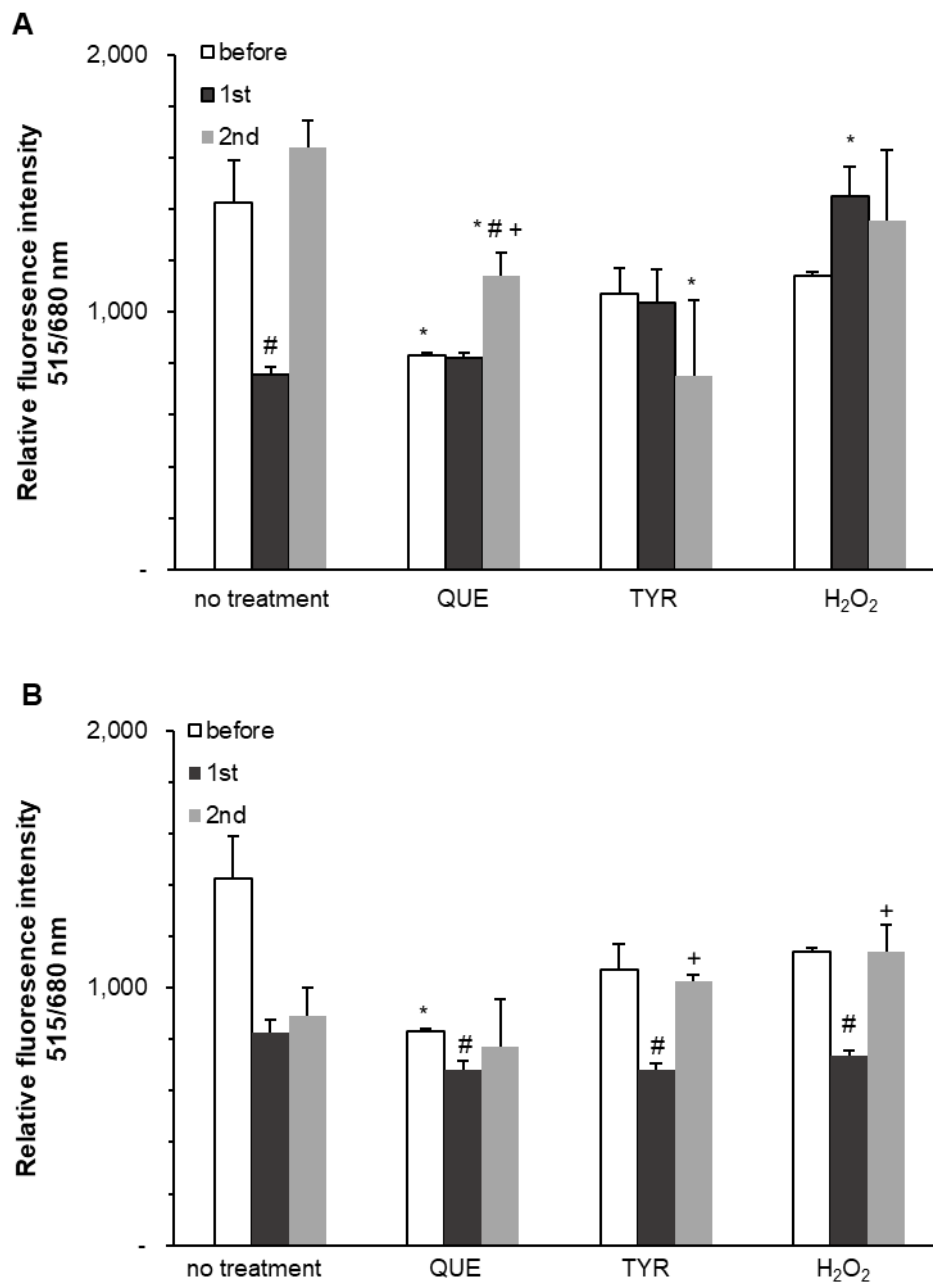 A
2,000
before
1st
2nd
*
* # +
*
*
#
1,000
-
Relative fluoresence intensity
515/680 nm
no treatment
QUE
TYR
H₂O₂
B
2,000
before
1st
2nd
+
+
1,000
*
#
#
#
-
Relative fluoresence intensity
515/680 nm
no treatment
QUE
TYR
H₂O₂